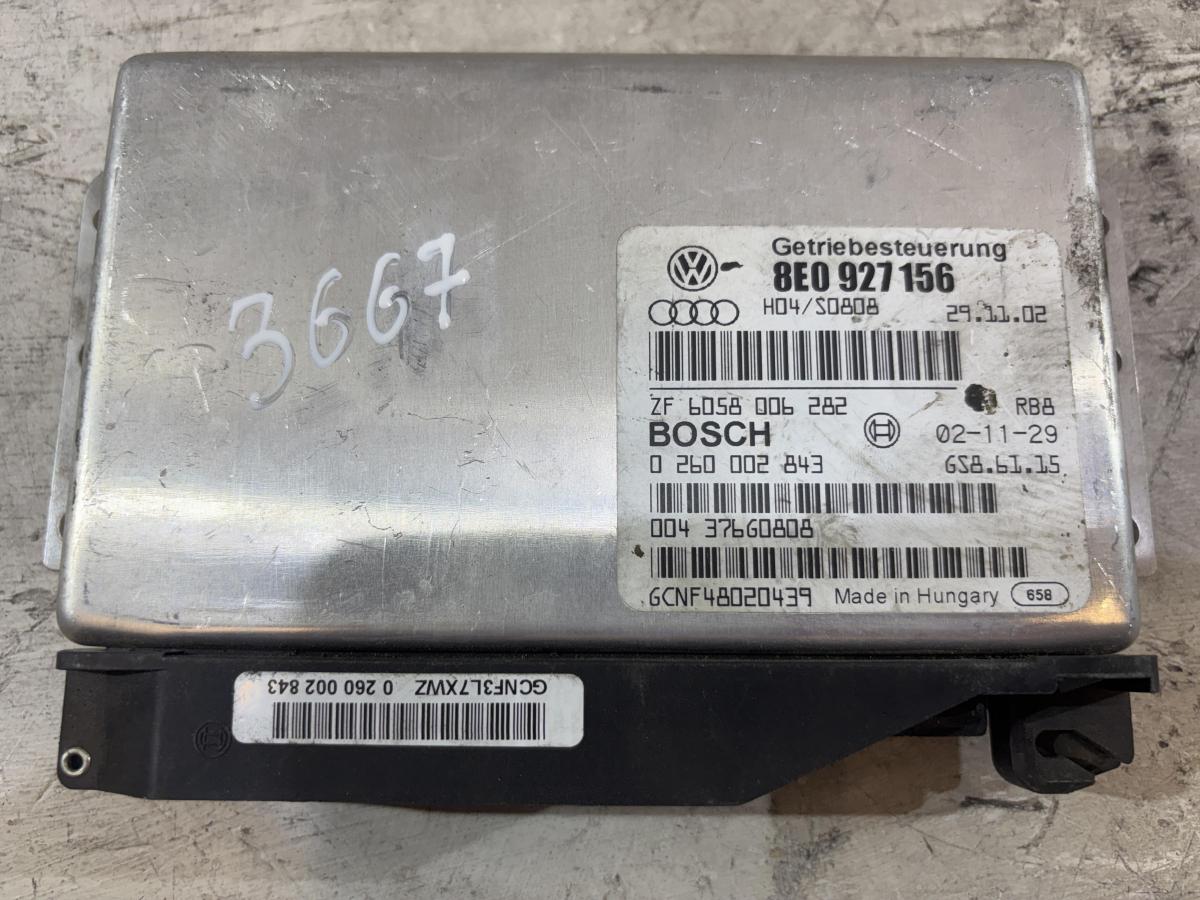 3667
Getriebesteuerung
8E0 927 156
H04/S0808 29.11.02
ZF 6058 006 282 RB8
BOSCH 02-11-29
0 260 002 843 GS8.61.15
004 376G0808
GCNF48020439 Made in Hungary 658
GCNF3L7XWZ 0 260 002 843